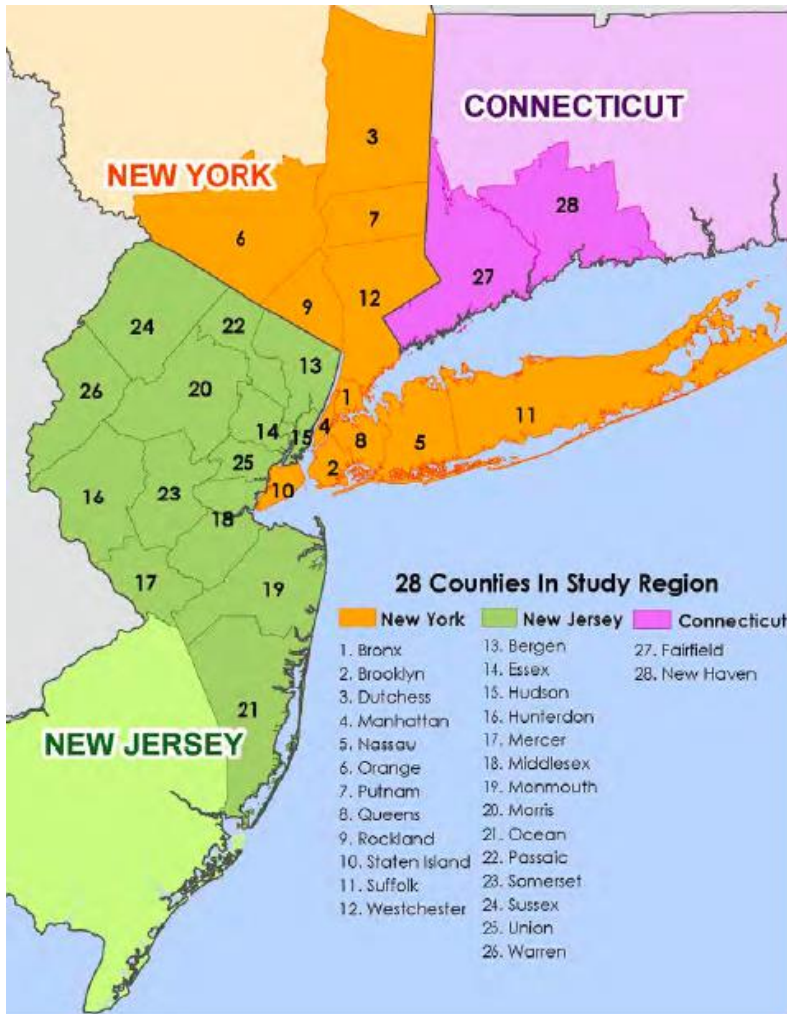 CONNECTICUT
3
NEW YORK
28
7
6
27
12
9
24
22
13
20
26
1
11
14
15
4
8
5
25
2
16
23
10
18
17
19
28 Counties In Study Region
21
NEW JERSEY
New York
1. Bronx
2. Brooklyn
3. Dutchess
4. Manhattan
5. Nassau
6. Orange
7. Putnam
8. Queens
9. Rockland
10. Staten Island
11. Suffolk
12. Westchester
New Jersey
13. Bergen
14. Essex
15. Hudson
16. Hunterdon
17. Mercer
18. Middlesex
19. Monmouth
20. Morris
21. Ocean
22. Passaic
23. Somerset
24. Sussex
25. Union
26. Warren
Connecticut
27. Fairfield
28. New Haven